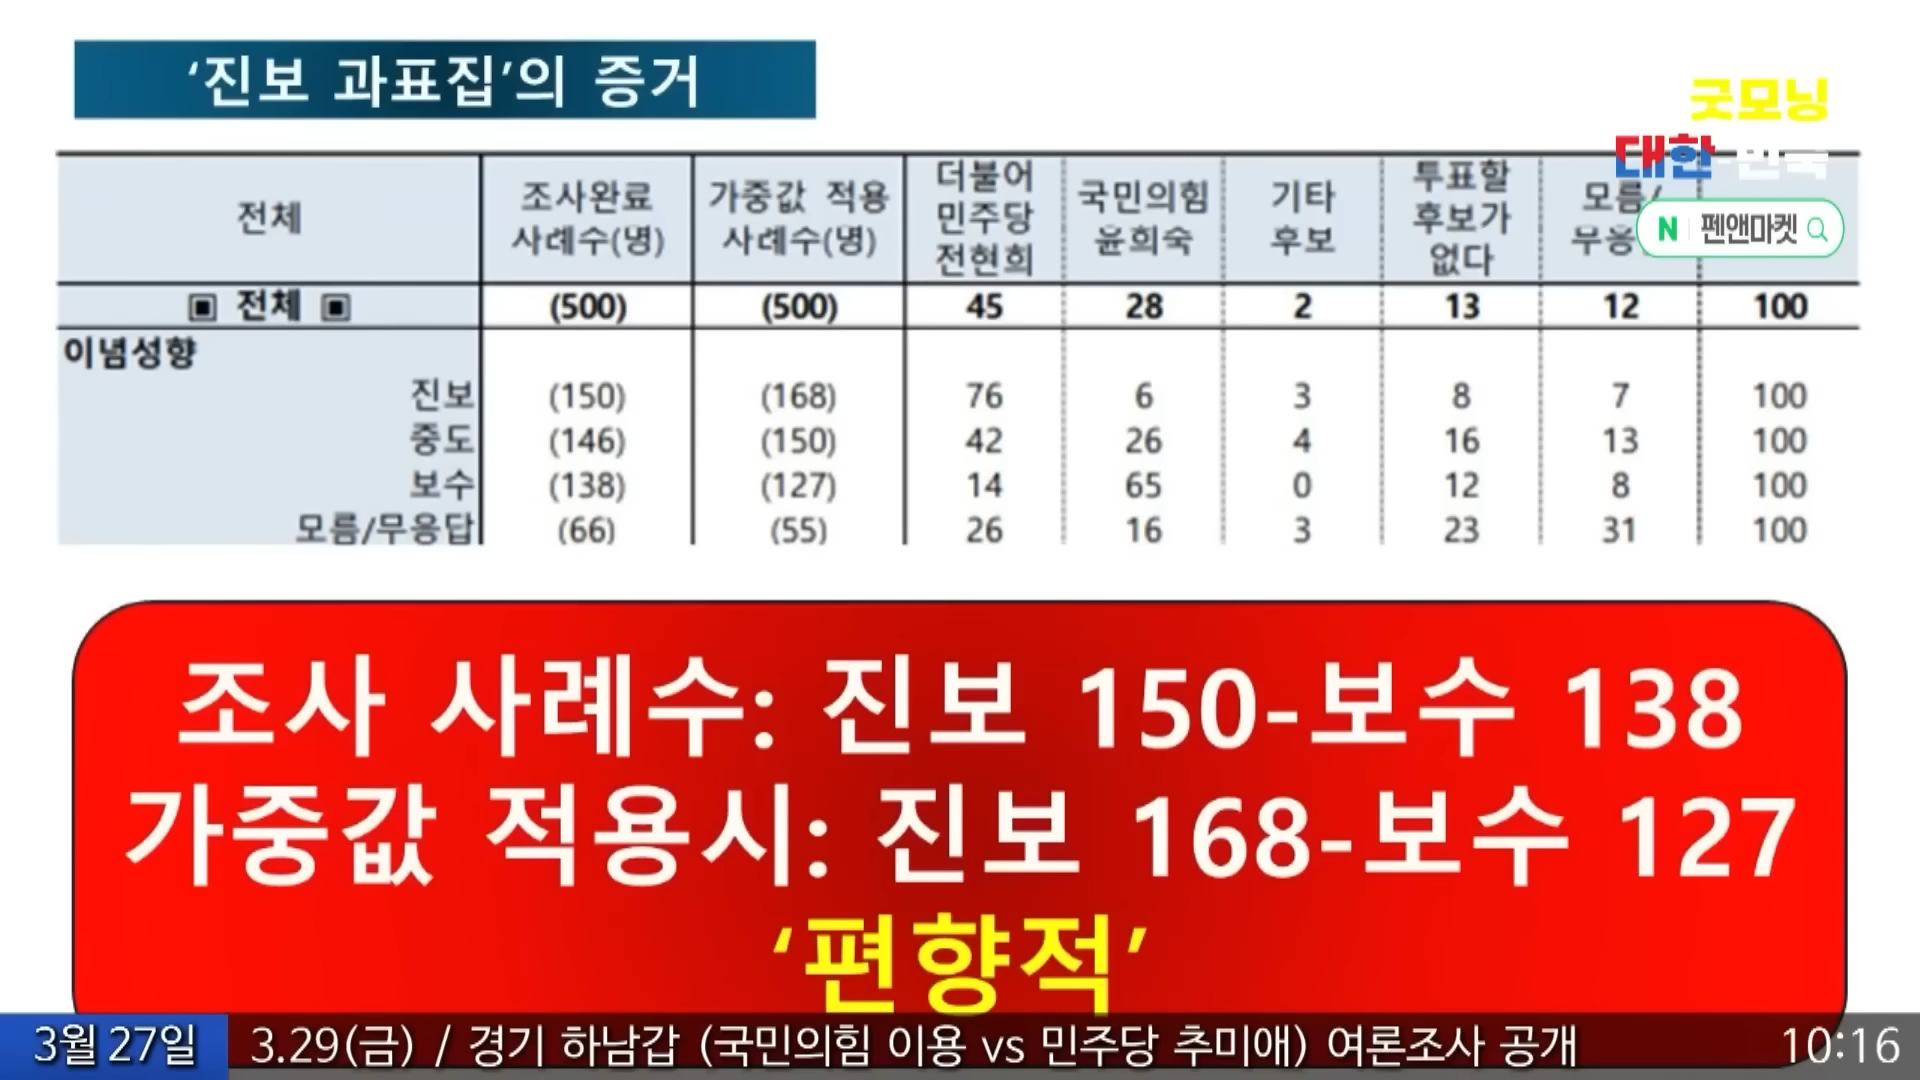 ‘진보 과표집’의 증거
굿모닝
대한민국
N 펜앤마켓
전체 조사완료 사례수(명) 가중값 적용 사례수(명) 더불어 민주당 전현희 국민의힘 윤희숙 기타 후보 투표할 후보가 없다 모름/
▣ 전체 ▣ (500) (500) 45 28 2 13 12 100
이념성향
진보 (150) (168) 76 6 3 8 7 100
중도 (146) (150) 42 26 4 16 13 100
보수 (138) (127) 14 65 0 12 8 100
모름/무응답 (66) (55) 26 16 3 23 31 100
조사 사례수: 진보 150-보수 138
가중값 적용시: 진보 168-보수 127
‘편향적’
3월 27일 3.29(금) / 경기 하남갑 (국민의힘 이용 vs 민주당 추미애) 여론조사 공개 10:16